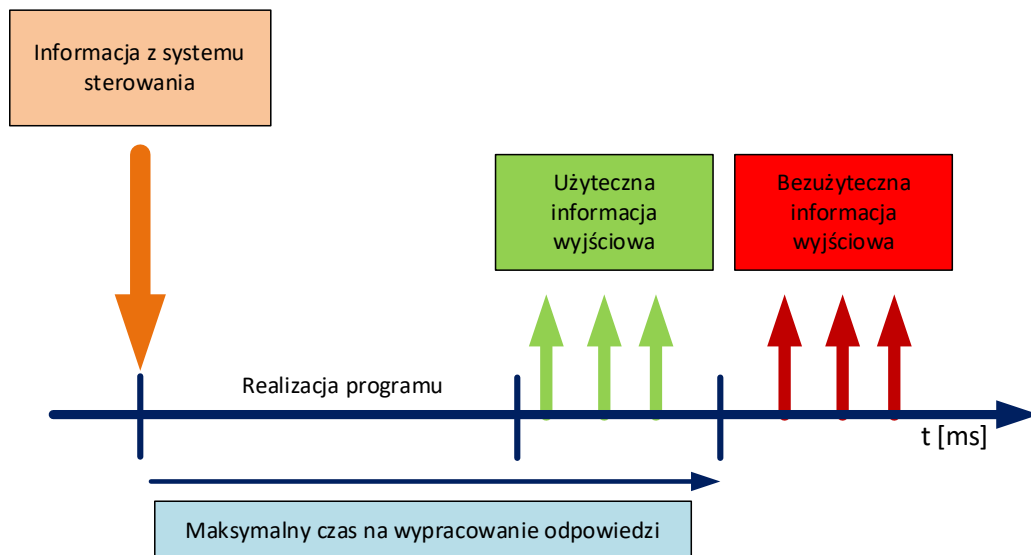 Informacja z systemu
sterowania
Użyteczna
informacja
wyjściowa
Bezużyteczna
informacja
wyjściowa
Realizacja programu
t [ms]
Maksymalny czas na wypracowanie odpowiedzi